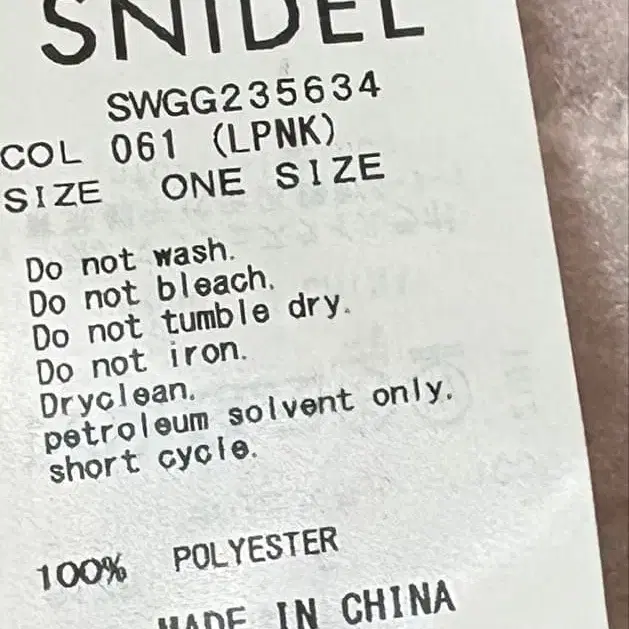 SNIDEL
SWGG235634
COL 061 (LPNK)
SIZE ONE SIZE
Do not wash.
Do not bleach.
Do not tumble dry.
Do not iron.
Dryclean.
petroleum solvent only.
short cycle.
100% POLYESTER
MADE IN CHINA